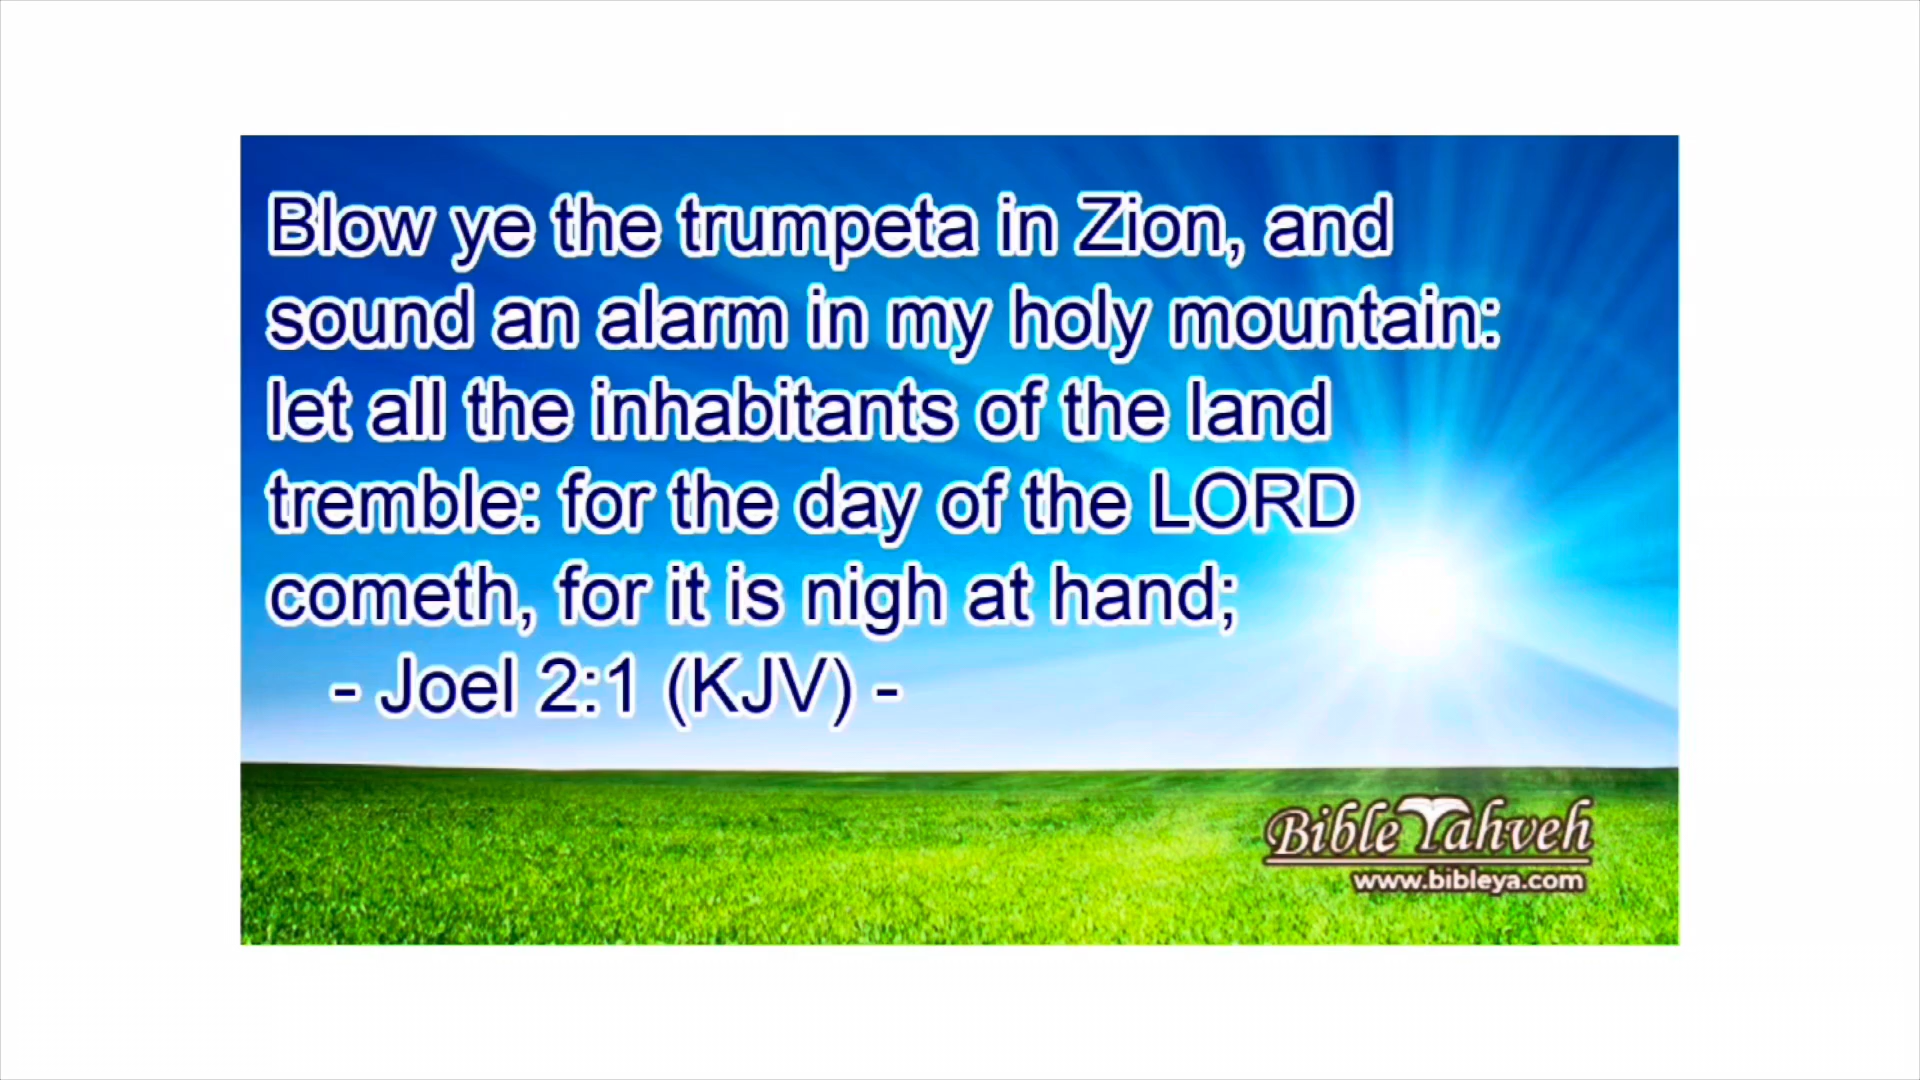 Blow ye the trumpeta in Zion, and
sound an alarm in my holy mountain:
let all the inhabitants of the land
tremble: for the day of the LORD
cometh, for it is nigh at hand;
- Joel 2:1 (KJV) -
Bible Yahveh
www.bibleya.com